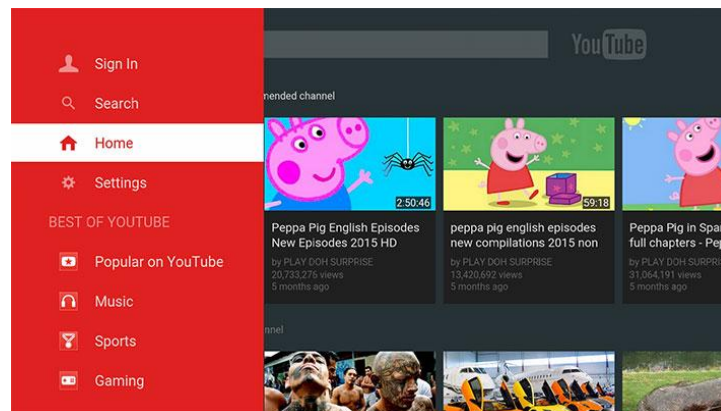 Sign In
Search
Home
Settings
BEST OF YOUTUBE
Popular on YouTube
Music
Sports
Gaming
YouTube
mended channel
2:50:46
Peppa Pig English Episodes
New Episodes 2015 HD
by PLAY DOH SURPRISE
20,733,276 views
5 months ago
59:18
peppa pig english episodes
new compilations 2015 non
by PLAY DOH SURPRISE
13,420,692 views
5 months ago
Peppa Pig in Spa
full chapters - Pe
by PLAY DOH SURPRISE
31,064,191 views
5 months ago
nnel